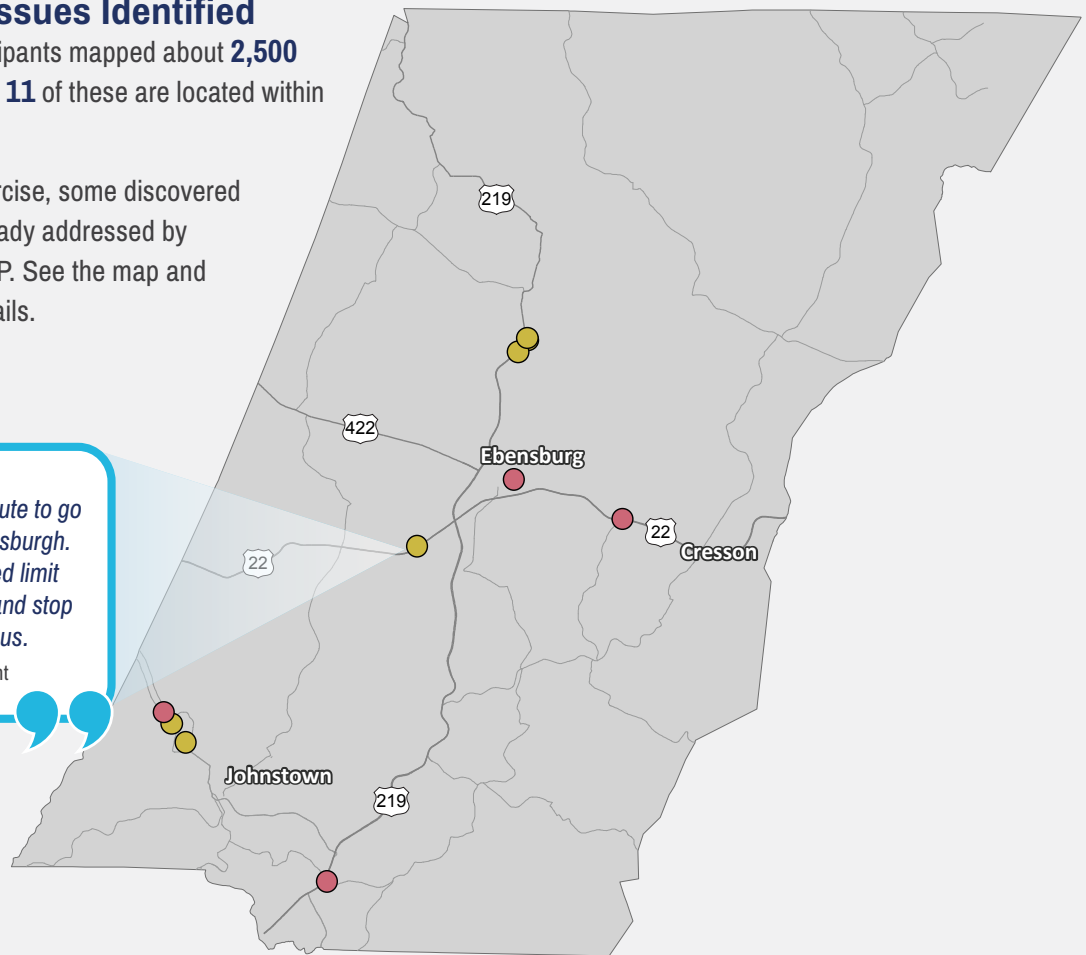 ssues Identified
ipants mapped about 2,500
11 of these are located within
rcise, some discovered
ady addressed by
P. See the map and
ails.
219
422
Ebensburg
ute to go
sburgh.
ed limit
and stop
us.
nt
22
22
Cresson
Johnstown
219